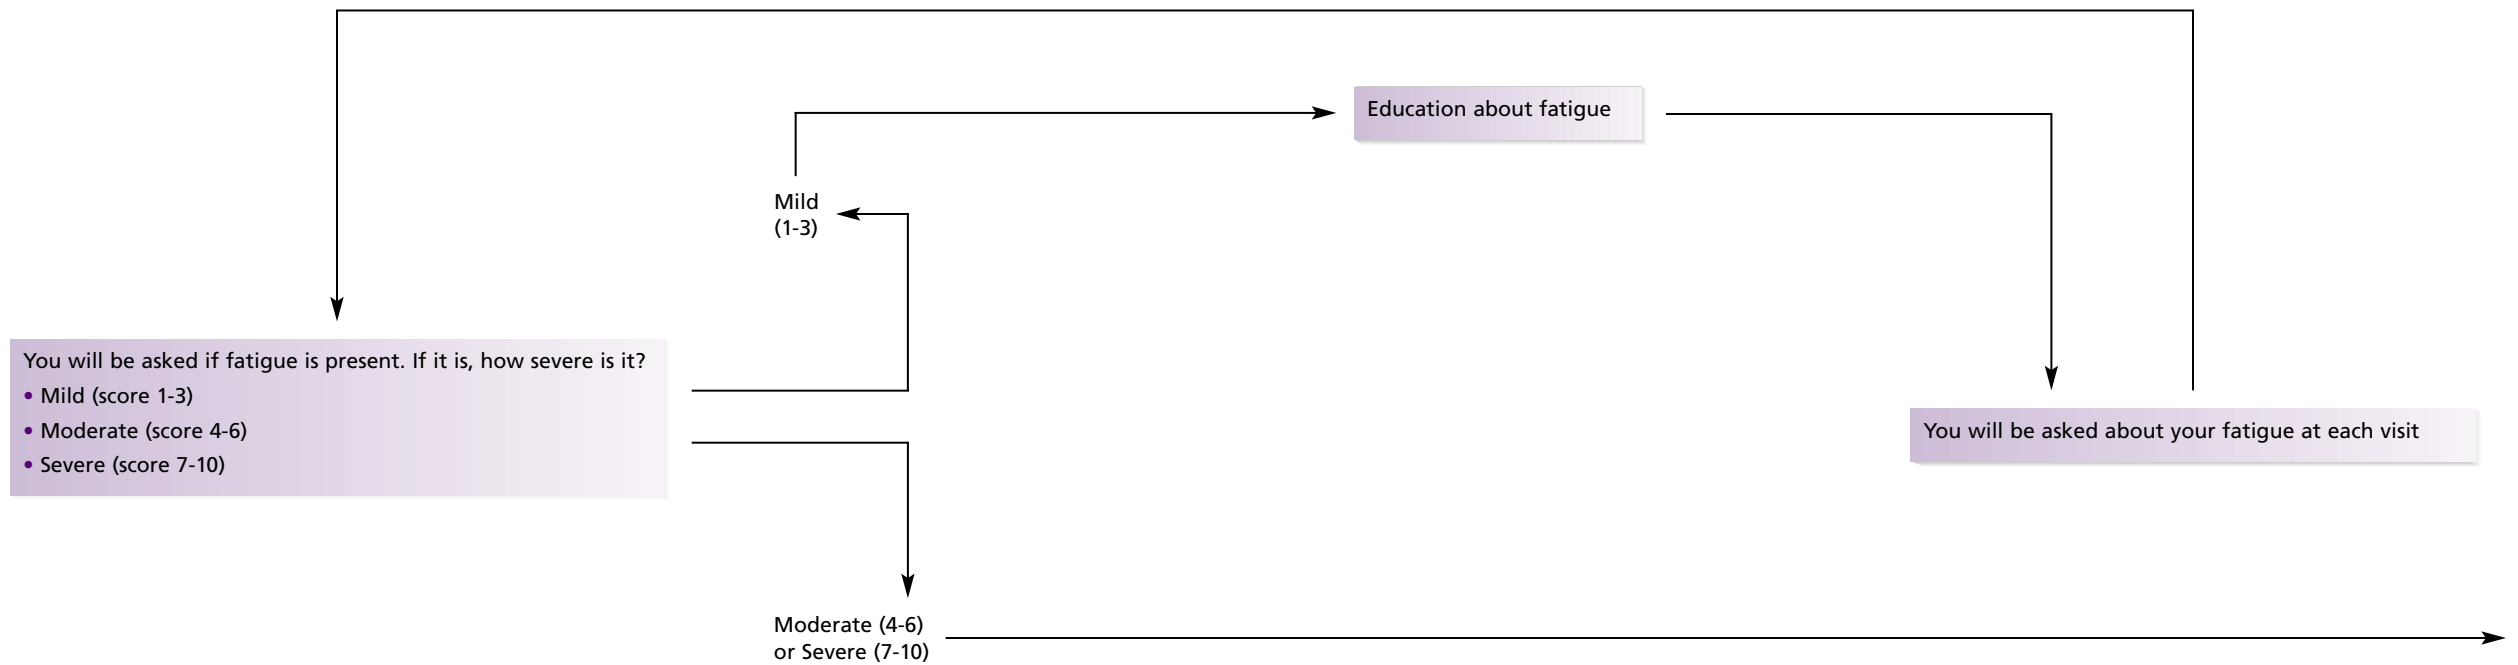 Education about fatigue
Mild
(1-3)
You will be asked if fatigue is present. If it is, how severe is it?
• Mild (score 1-3)
• Moderate (score 4-6)
• Severe (score 7-10)
You will be asked about your fatigue at each visit
Moderate (4-6)
or Severe (7-10)